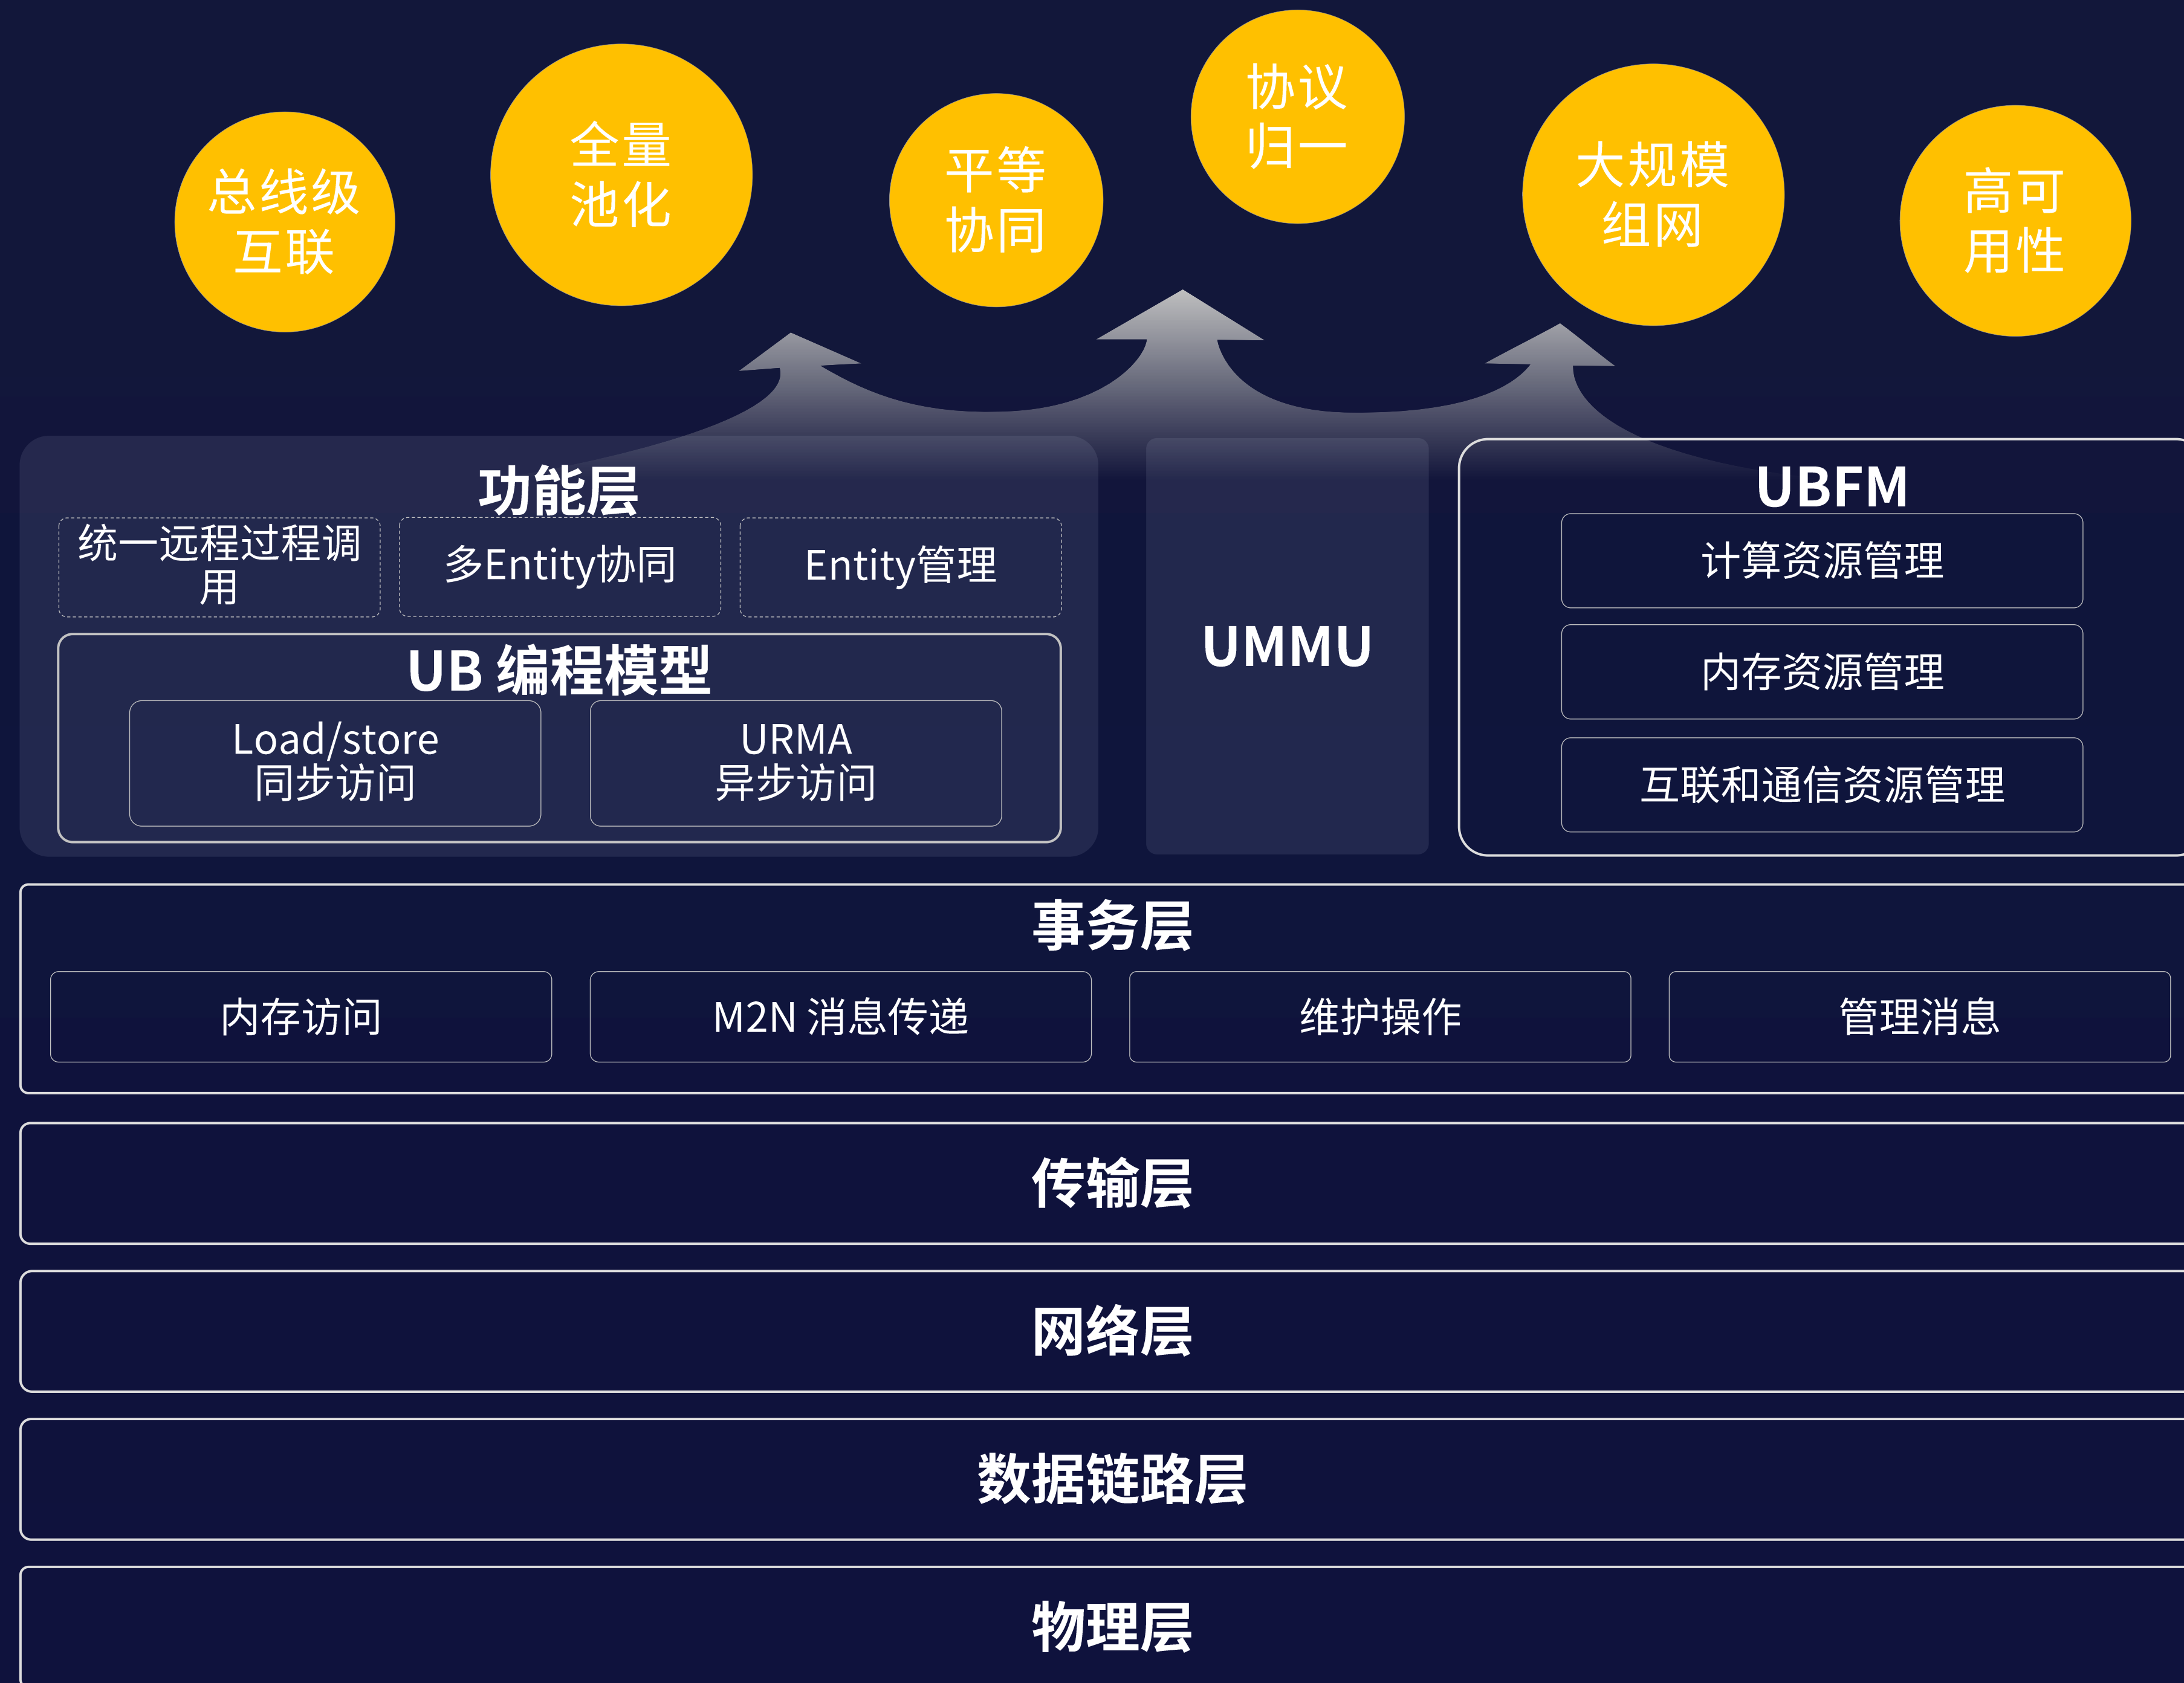 总线级
互联
全量
池化
平等
协同
协议
归一
大规模
组网
高可
用性
功能层
统一远程过程调
用
多Entity协同
Entity管理
UB 编程模型
Load/store
同步访问
URMA
异步访问
UMMU
UBFM
计算资源管理
内存资源管理
互联和通信资源管理
事务层
内存访问
M2N 消息传递
维护操作
管理消息
传输层
网络层
数据链路层
物理层